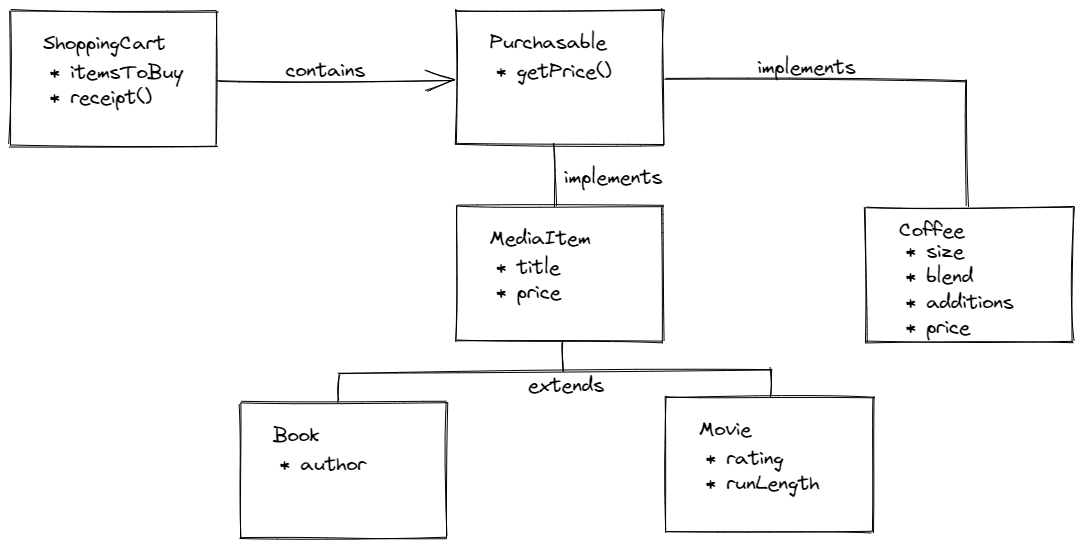 ShoppingCart
* itemsToBuy
* receipt()
contains
Purchasable
* getPrice()
implements
implements
MediaItem
* title
* price
Coffee
* size
* blend
* additions
* price
extends
Book
* author
Movie
* rating
* runLength